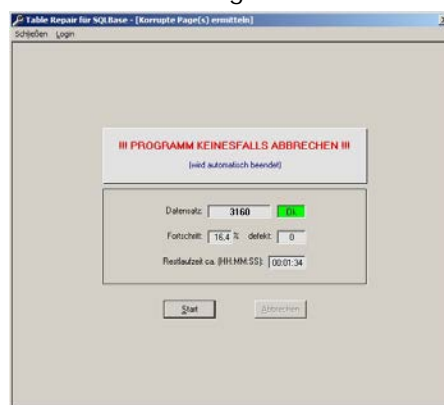 Table Repair für SQLBase - [Korrupte Page(s) ermitteln]
Schließen Login
!!! PROGRAMM KEINESFALLS ABBRECHEN !!!
(wird automatisch beendet)
Datensatz: 3160 Ok
Fortschritt: 16,4 % defekt: 0
Restlaufzeit ca. (HH:MM:SS): 00:01:34
Start Abbrechen